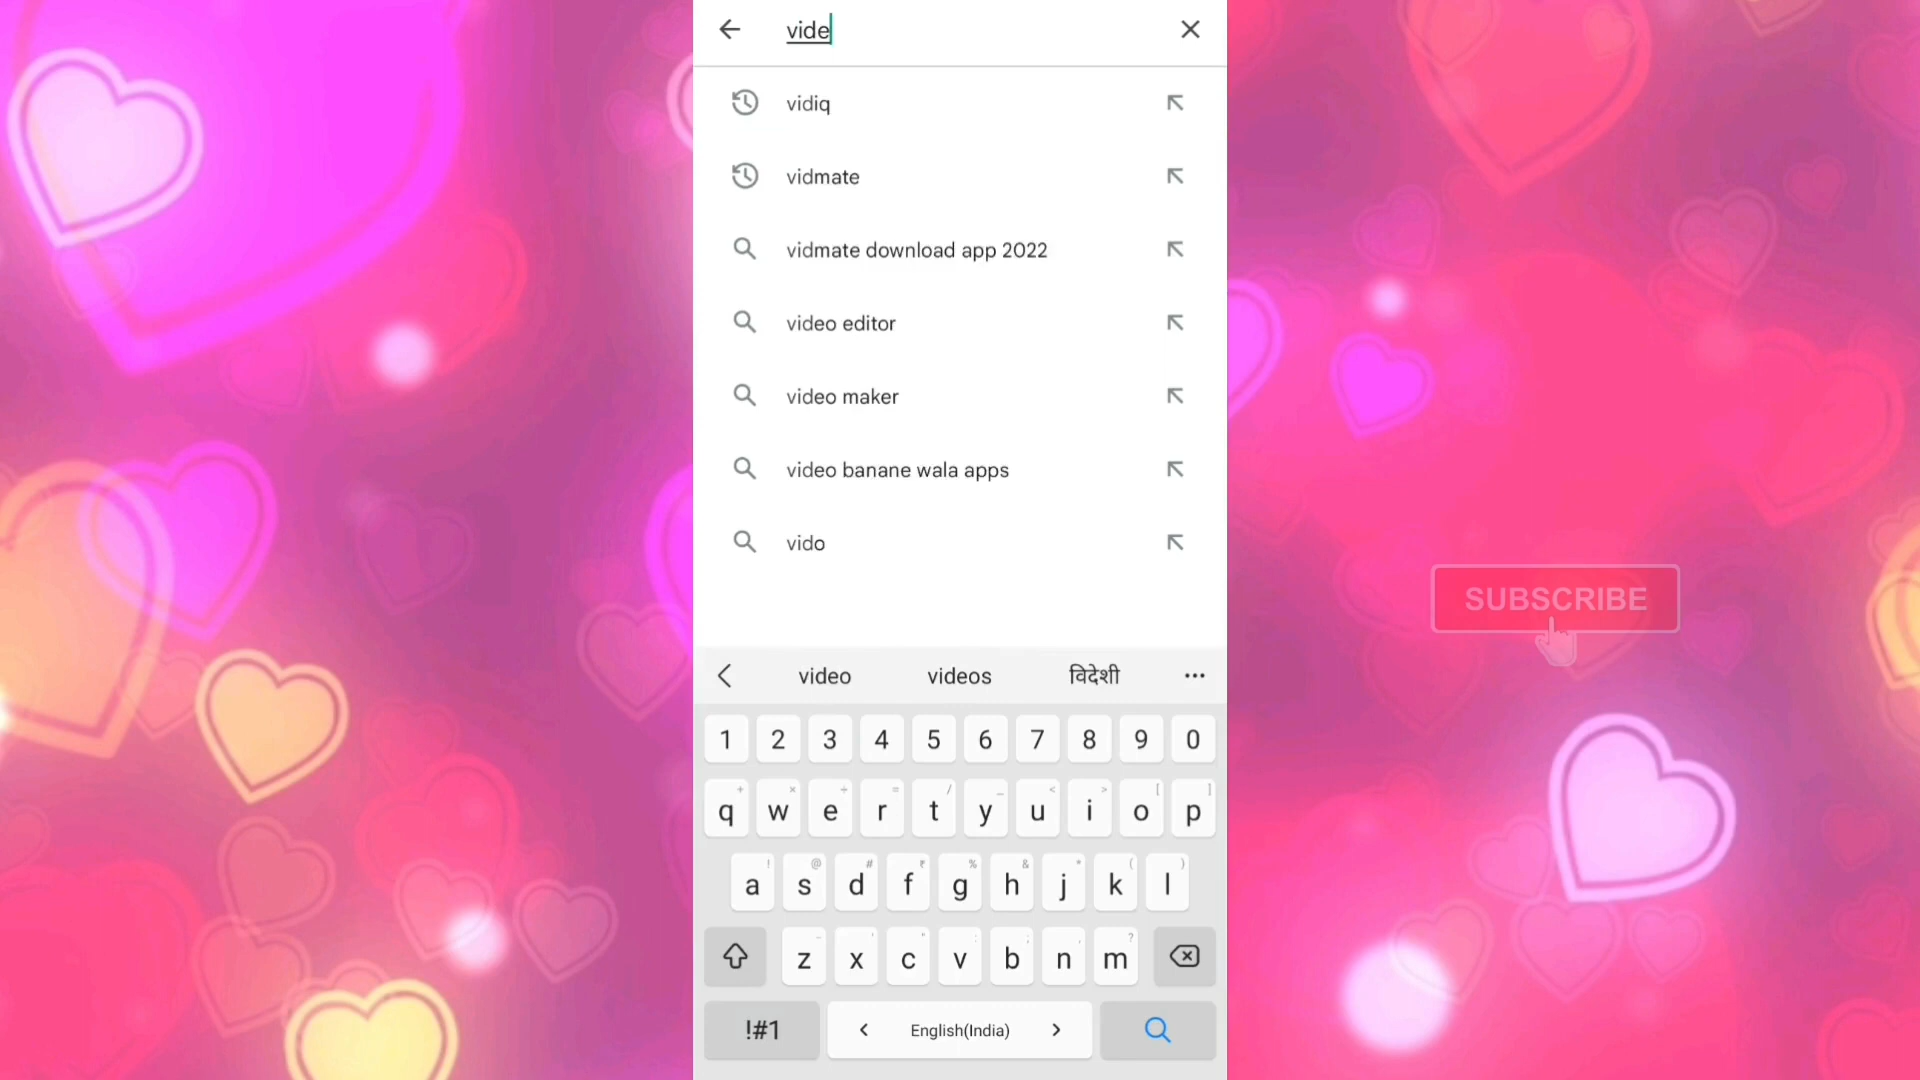 vide
vidiq
vidmate
vidmate download app 2022
video editor
video maker
video banane wala apps
vido
SUBSCRIBE
video videos विदेशी
1 2 3 4 5 6 7 8 9 0
q w e r t y u i o p
a s d f g h j k l
z x c v b n m
!#1 English(India)